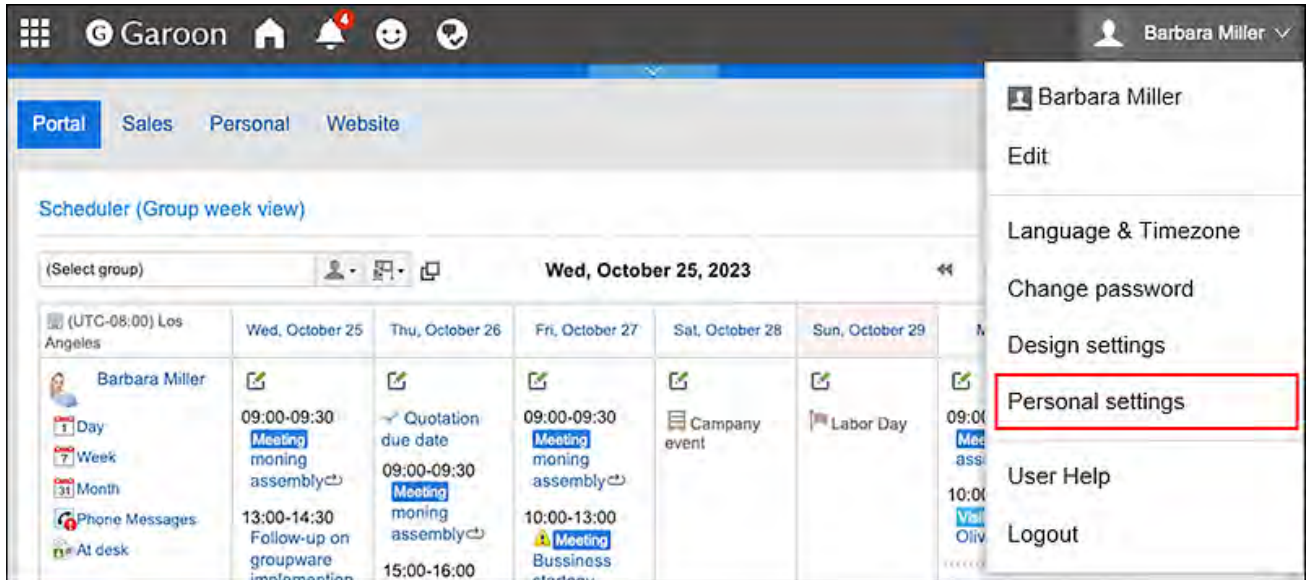 Garoon 4 Barbara Miller
Portal Sales Personal Website
Scheduler (Group week view)
(Select group) Wed, October 25, 2023
(UTC-08:00) Los
Angeles
Wed, October 25
Thu, October 26
Fri, October 27
Sat, October 28
Sun, October 29
Barbara Miller
1 Day
7 Week
31 Month
Phone Messages
At desk
09:00-09:30
Meeting
moning
assembly
13:00-14:30
Follow-up on
groupware
implemention
Quotation
due date
09:00-09:30
Meeting
moning
assembly
15:00-16:00
09:00-09:30
Meeting
moning
assembly
10:00-13:00
Meeting
Bussiness
Campany
event
Labor Day
Barbara Miller
Edit
Language & Timezone
Change password
Design settings
Personal settings
User Help
Logout